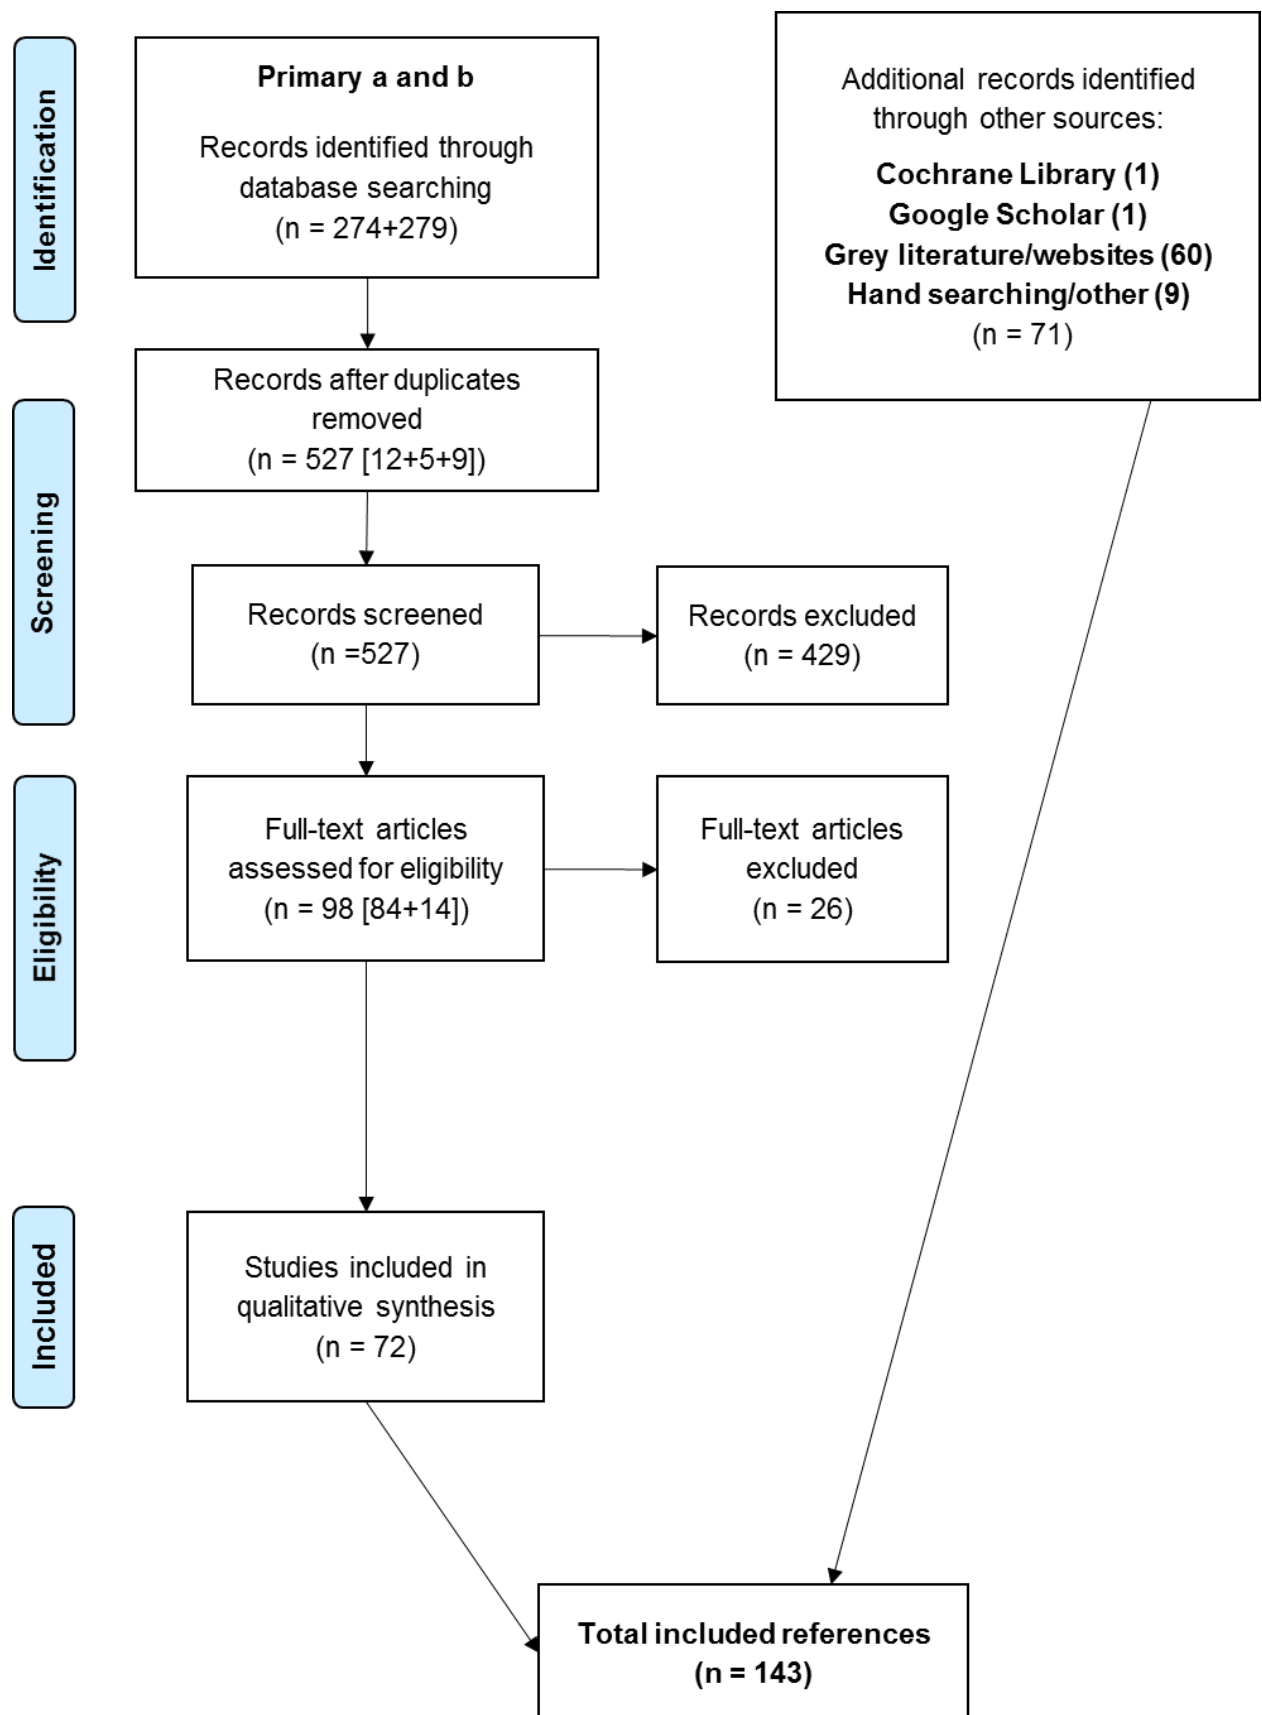 Identification
Primary a and b
Records identified through
database searching
(n = 274+279)
Additional records identified
through other sources:
Cochrane Library (1)
Google Scholar (1)
Grey literature/websites (60)
Hand searching/other (9)
(n = 71)
Screening
Records after duplicates
removed
(n = 527 [12+5+9])
Records screened
(n =527)
Records excluded
(n = 429)
Eligibility
Full-text articles
assessed for eligibility
(n = 98 [84+14])
Full-text articles
excluded
(n = 26)
Included
Studies included in
qualitative synthesis
(n = 72)
Total included references
(n = 143)